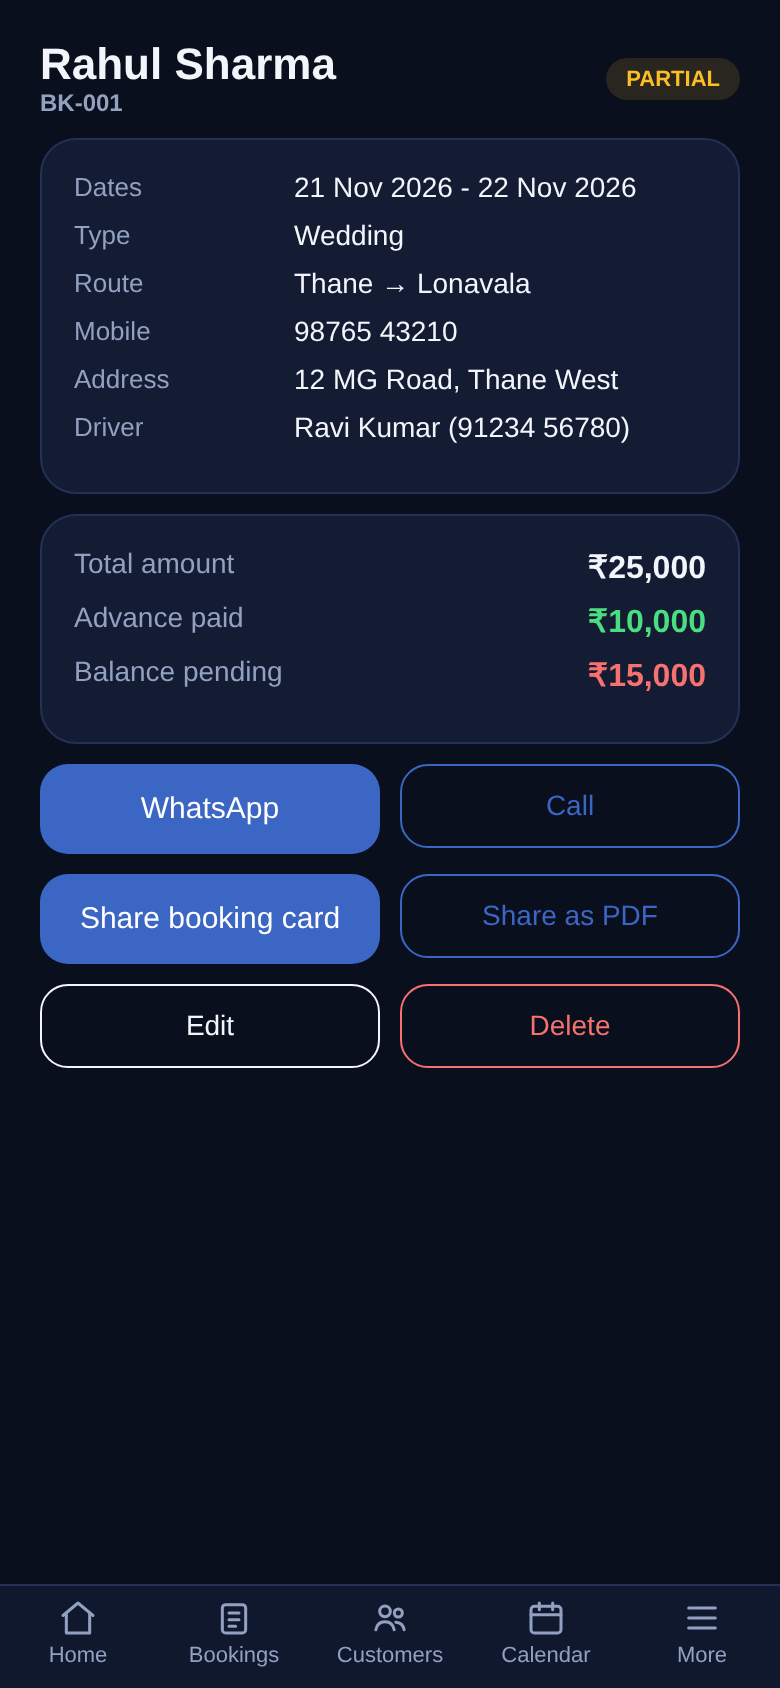 Rahul Sharma
BK-001
PARTIAL
Dates 21 Nov 2026 - 22 Nov 2026
Type Wedding
Route Thane → Lonavala
Mobile 98765 43210
Address 12 MG Road, Thane West
Driver Ravi Kumar (91234 56780)
Total amount ₹25,000
Advance paid ₹10,000
Balance pending ₹15,000
WhatsApp Call
Share booking card Share as PDF
Edit Delete
Home Bookings Customers Calendar More